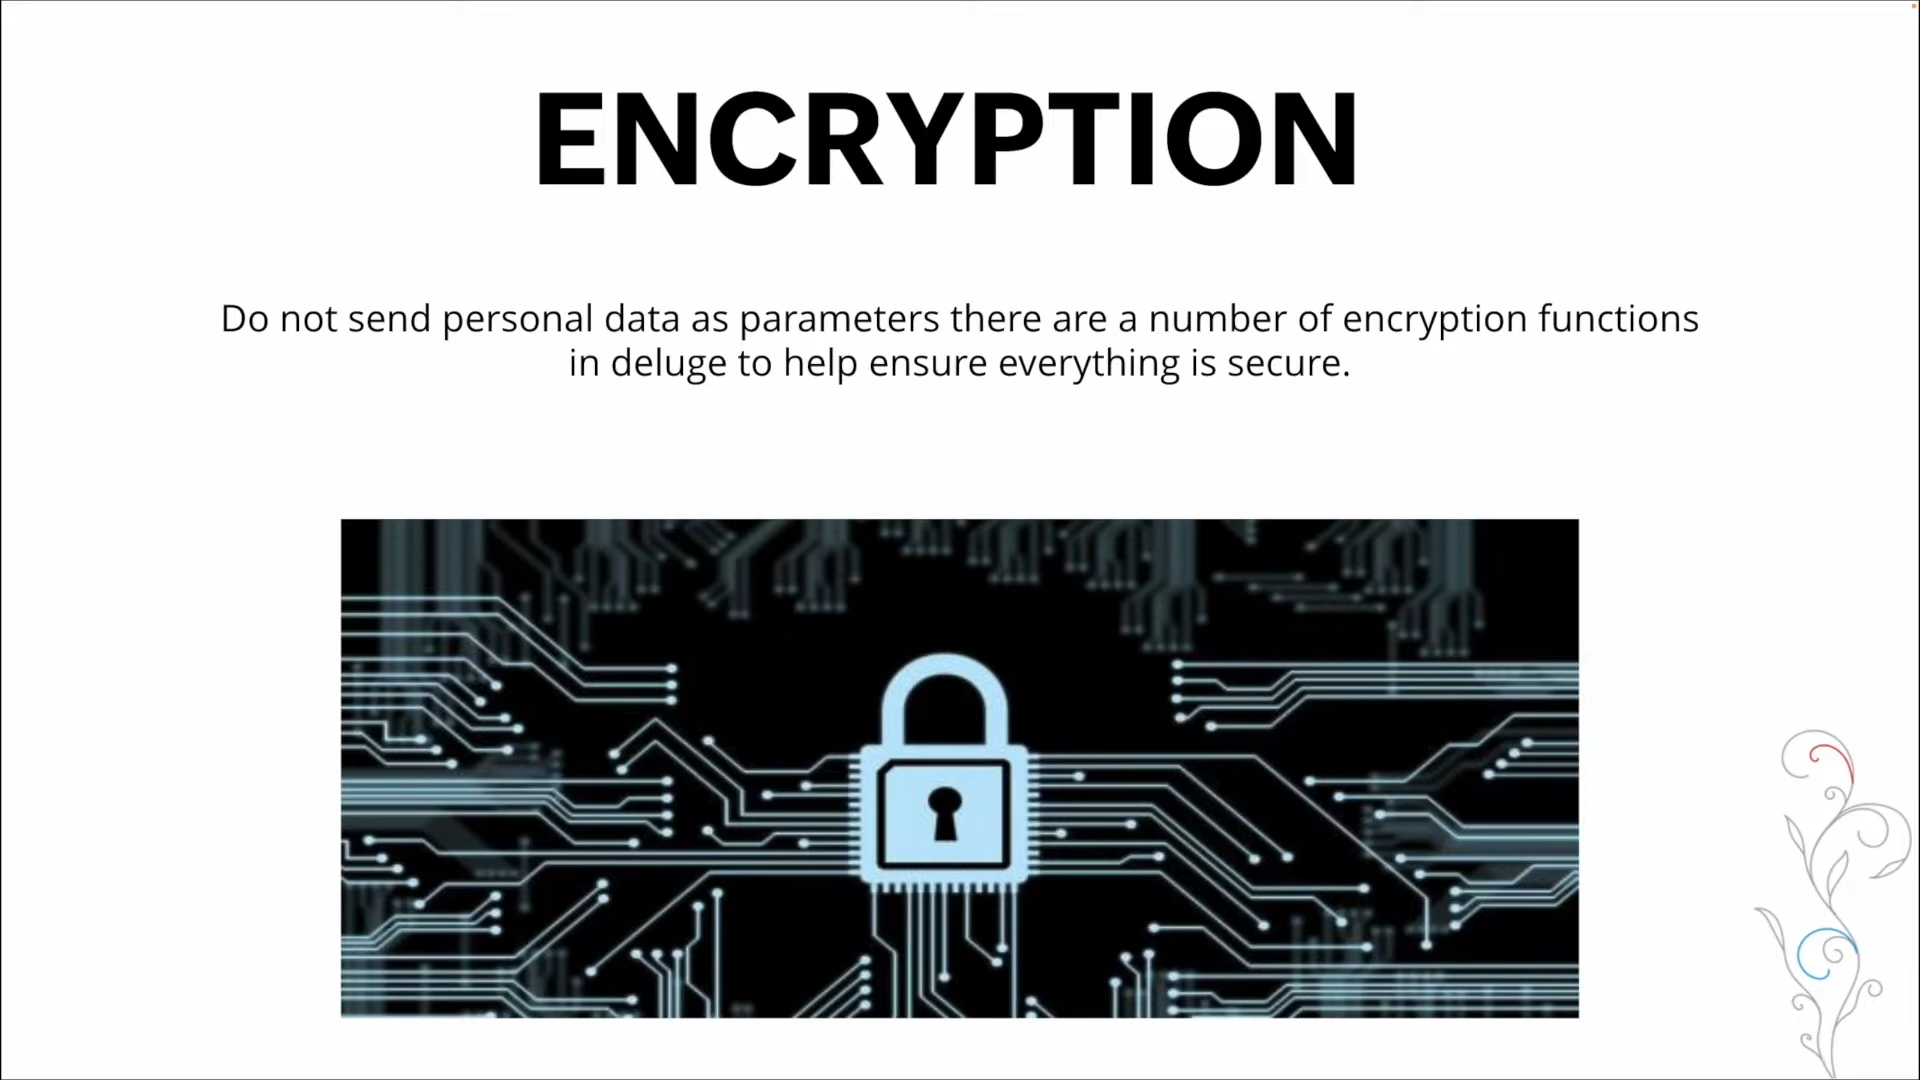 ENCRYPTION
Do not send personal data as parameters there are a number of encryption functions
in deluge to help ensure everything is secure.